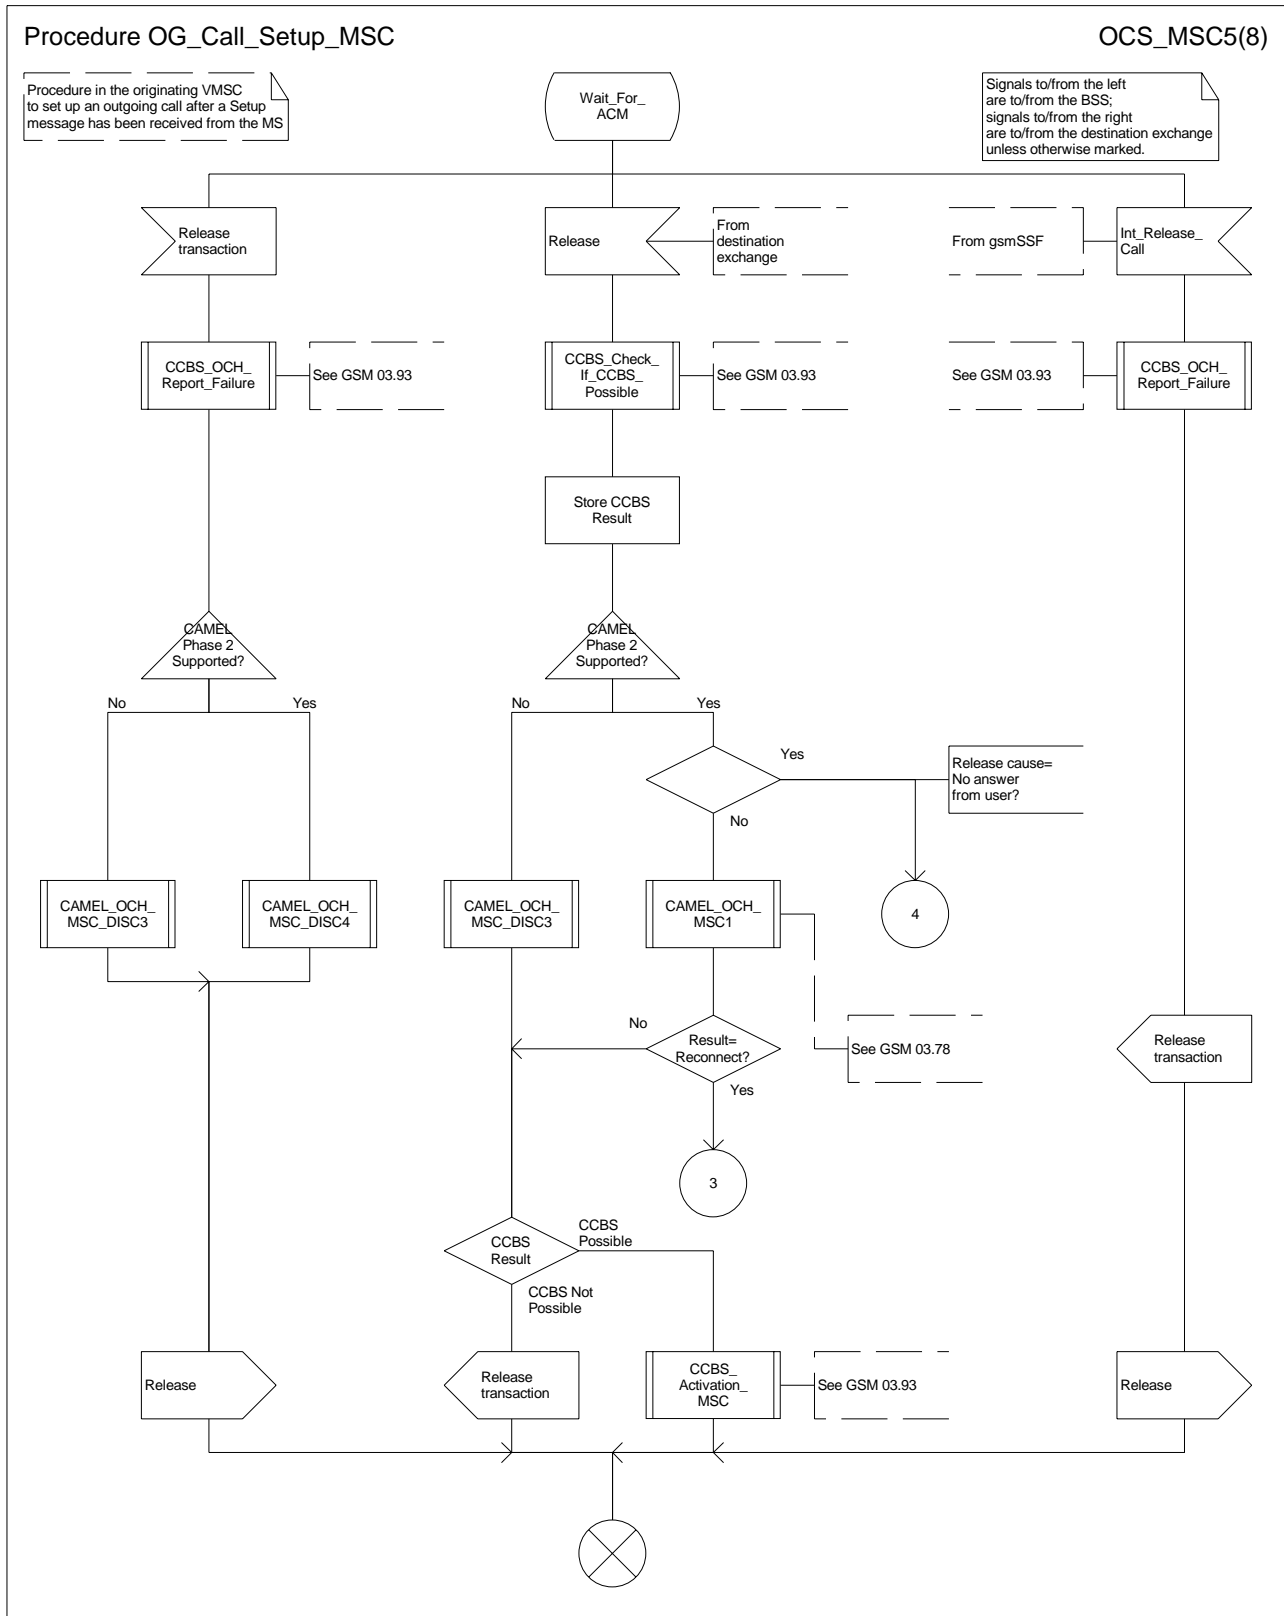 Procedure OG_Call_Setup_MSC
OCS_MSC5(8)
Procedure in the originating VMSC
to set up an outgoing call after a Setup
message has been received from the MS
Wait_For_
ACM
Signals to/from the left
are to/from the BSS;
signals to/from the right
are to/from the destination exchange
unless otherwise marked.
Release
transaction
Release
From
destination
exchange
From gsmSSF
Int_Release_
Call
CCBS_OCH_
Report_Failure
See GSM 03.93
CCBS_Check_
If_CCBS_
Possible
See GSM 03.93
See GSM 03.93
CCBS_OCH_
Report_Failure
Store CCBS
Result
CAMEL
Phase 2
Supported?
CAMEL
Phase 2
Supported?
No
Yes
No
Yes
Yes
Release cause=
No answer
from user?
No
CAMEL_OCH_
MSC_DISC3
CAMEL_OCH_
MSC_DISC4
CAMEL_OCH_
MSC_DISC3
CAMEL_OCH_
MSC1
4
No
Result=
Reconnect?
See GSM 03.78
Release
transaction
Yes
3
CCBS
Result
CCBS
Possible
CCBS Not
Possible
Release
Release
transaction
CCBS_
Activation_
MSC
See GSM 03.93
Release